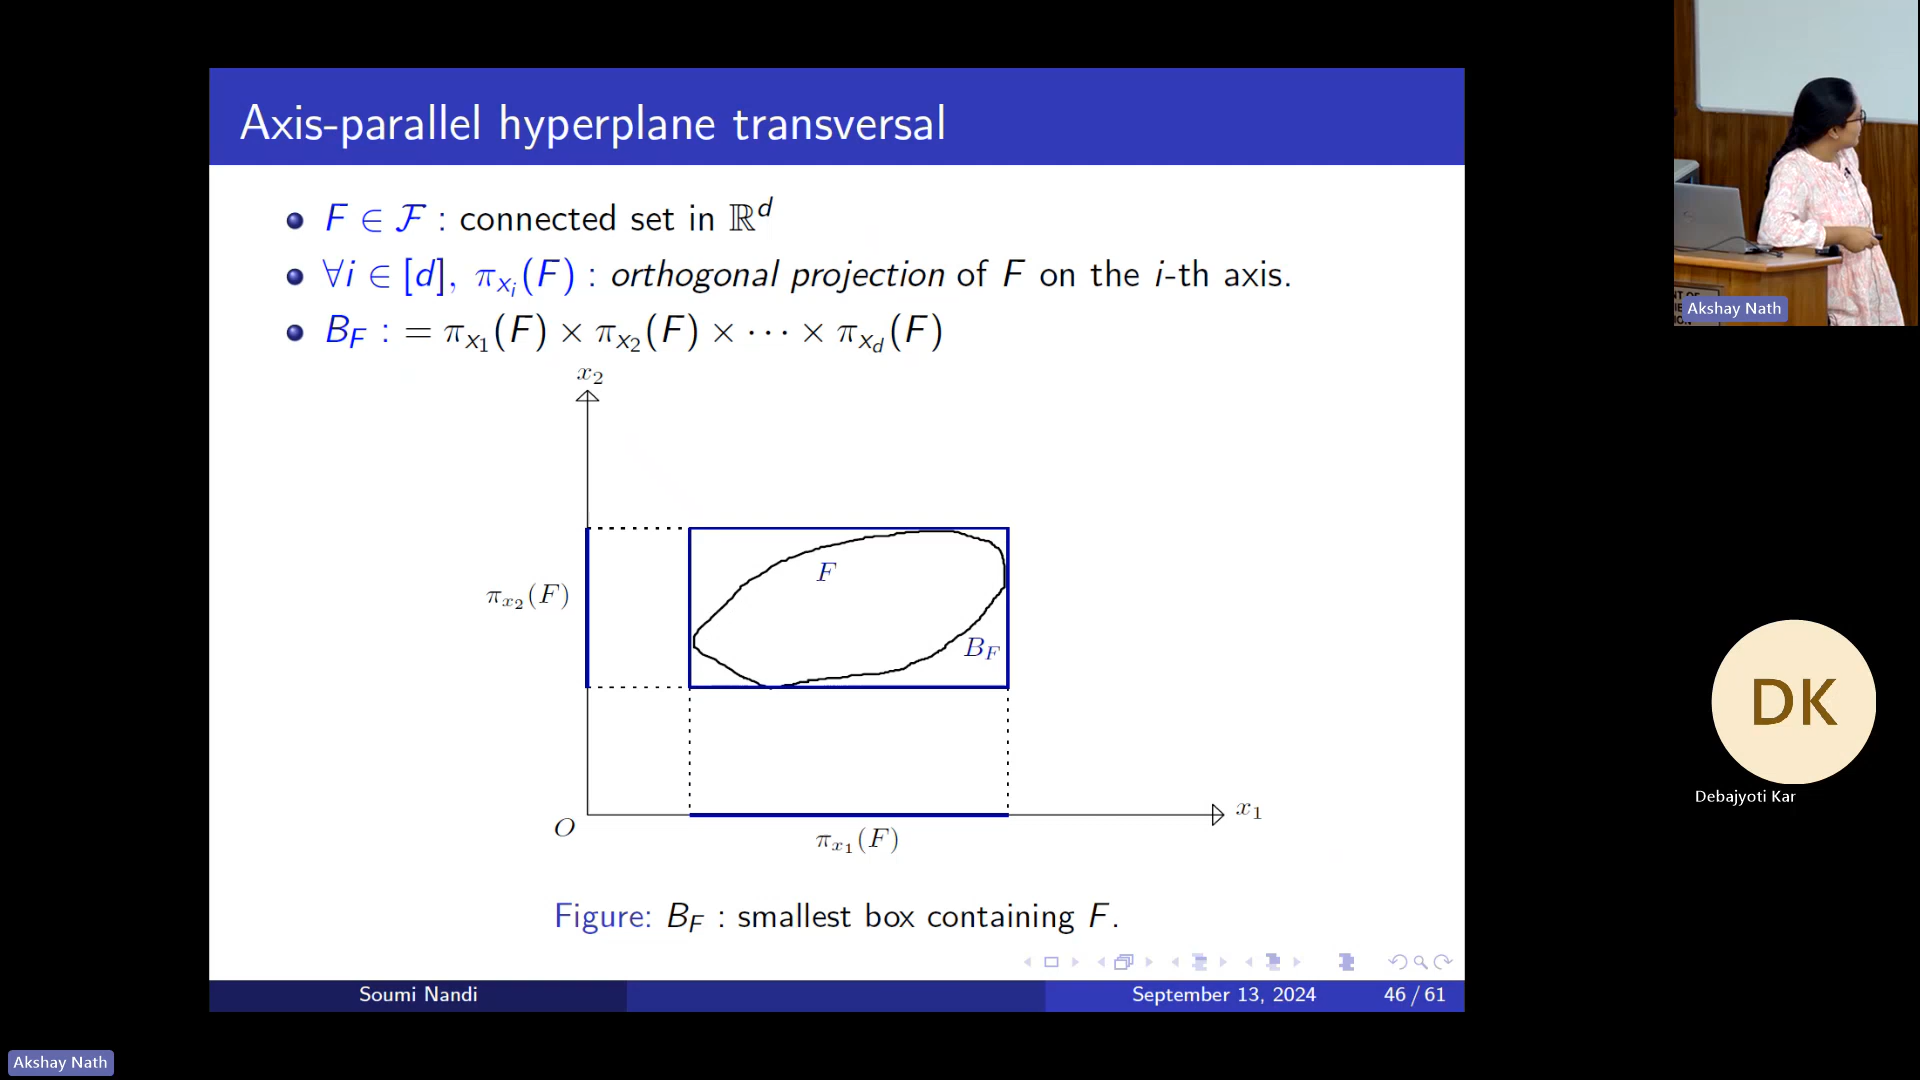 Axis-parallel hyperplane transversal
F ∈ ℱ : connected set in ℝ^d
∀i ∈ [d], π_{x_i}(F) : orthogonal projection of F on the i-th axis.
B_F : = π_{x_1}(F) × π_{x_2}(F) × ⋯ × π_{x_d}(F)
x_2
F
π_{x_2}(F)
B_F
x_1
O
π_{x_1}(F)
Figure: B_F : smallest box containing F.
Soumi Nandi
September 13, 2024
46 / 61
Akshay Nath
DK
Debajyoti Kar
Akshay Nath